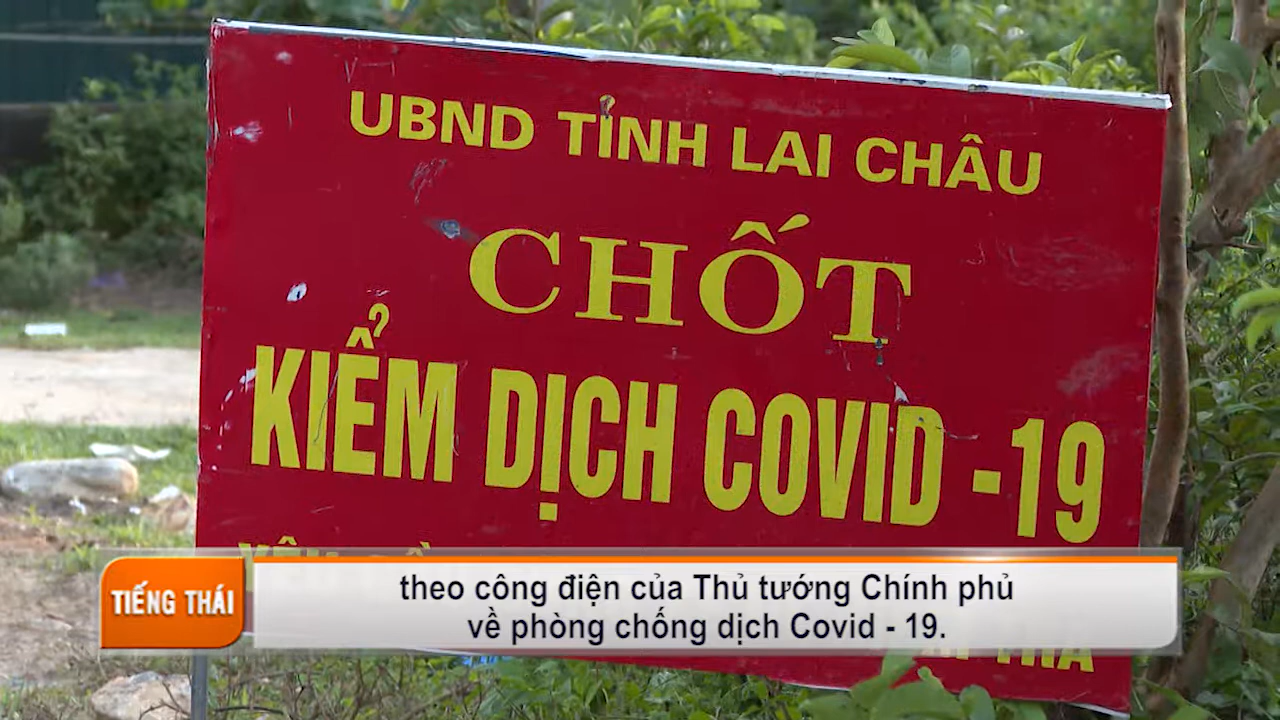 UBND TỈNH LAI CHÂU
CHỐT
KIỂM DỊCH COVID -19
TIẾNG THÁI
theo công điện của Thủ tướng Chính phủ
về phòng chống dịch Covid - 19.